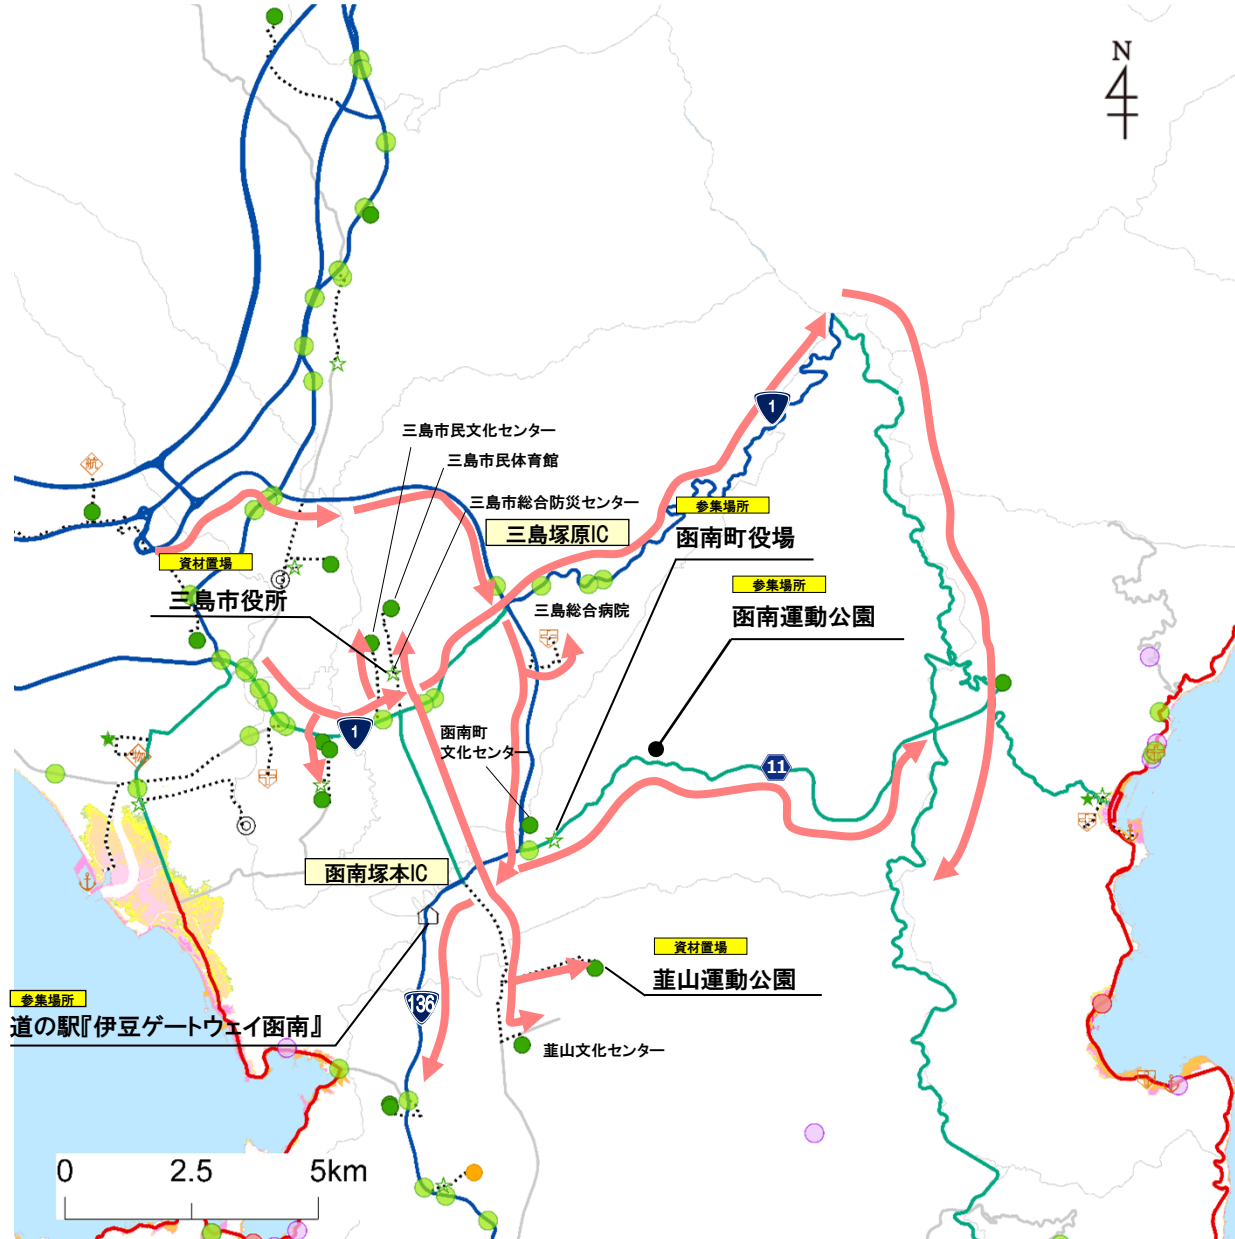 N
三島市民文化センター
三島市民体育館
三島市総合防災センター
1
航
参集場所
函南町役場
三島塚原IC
資材置場
三島市役所
参集場所
函南運動公園
三島総合病院
1
函南町
文化センター
11
物
函南塚本IC
資材置場
韮山運動公園
参集場所
道の駅『伊豆ゲートウェイ函南』
136
韮山文化センター
0 2.5 5km